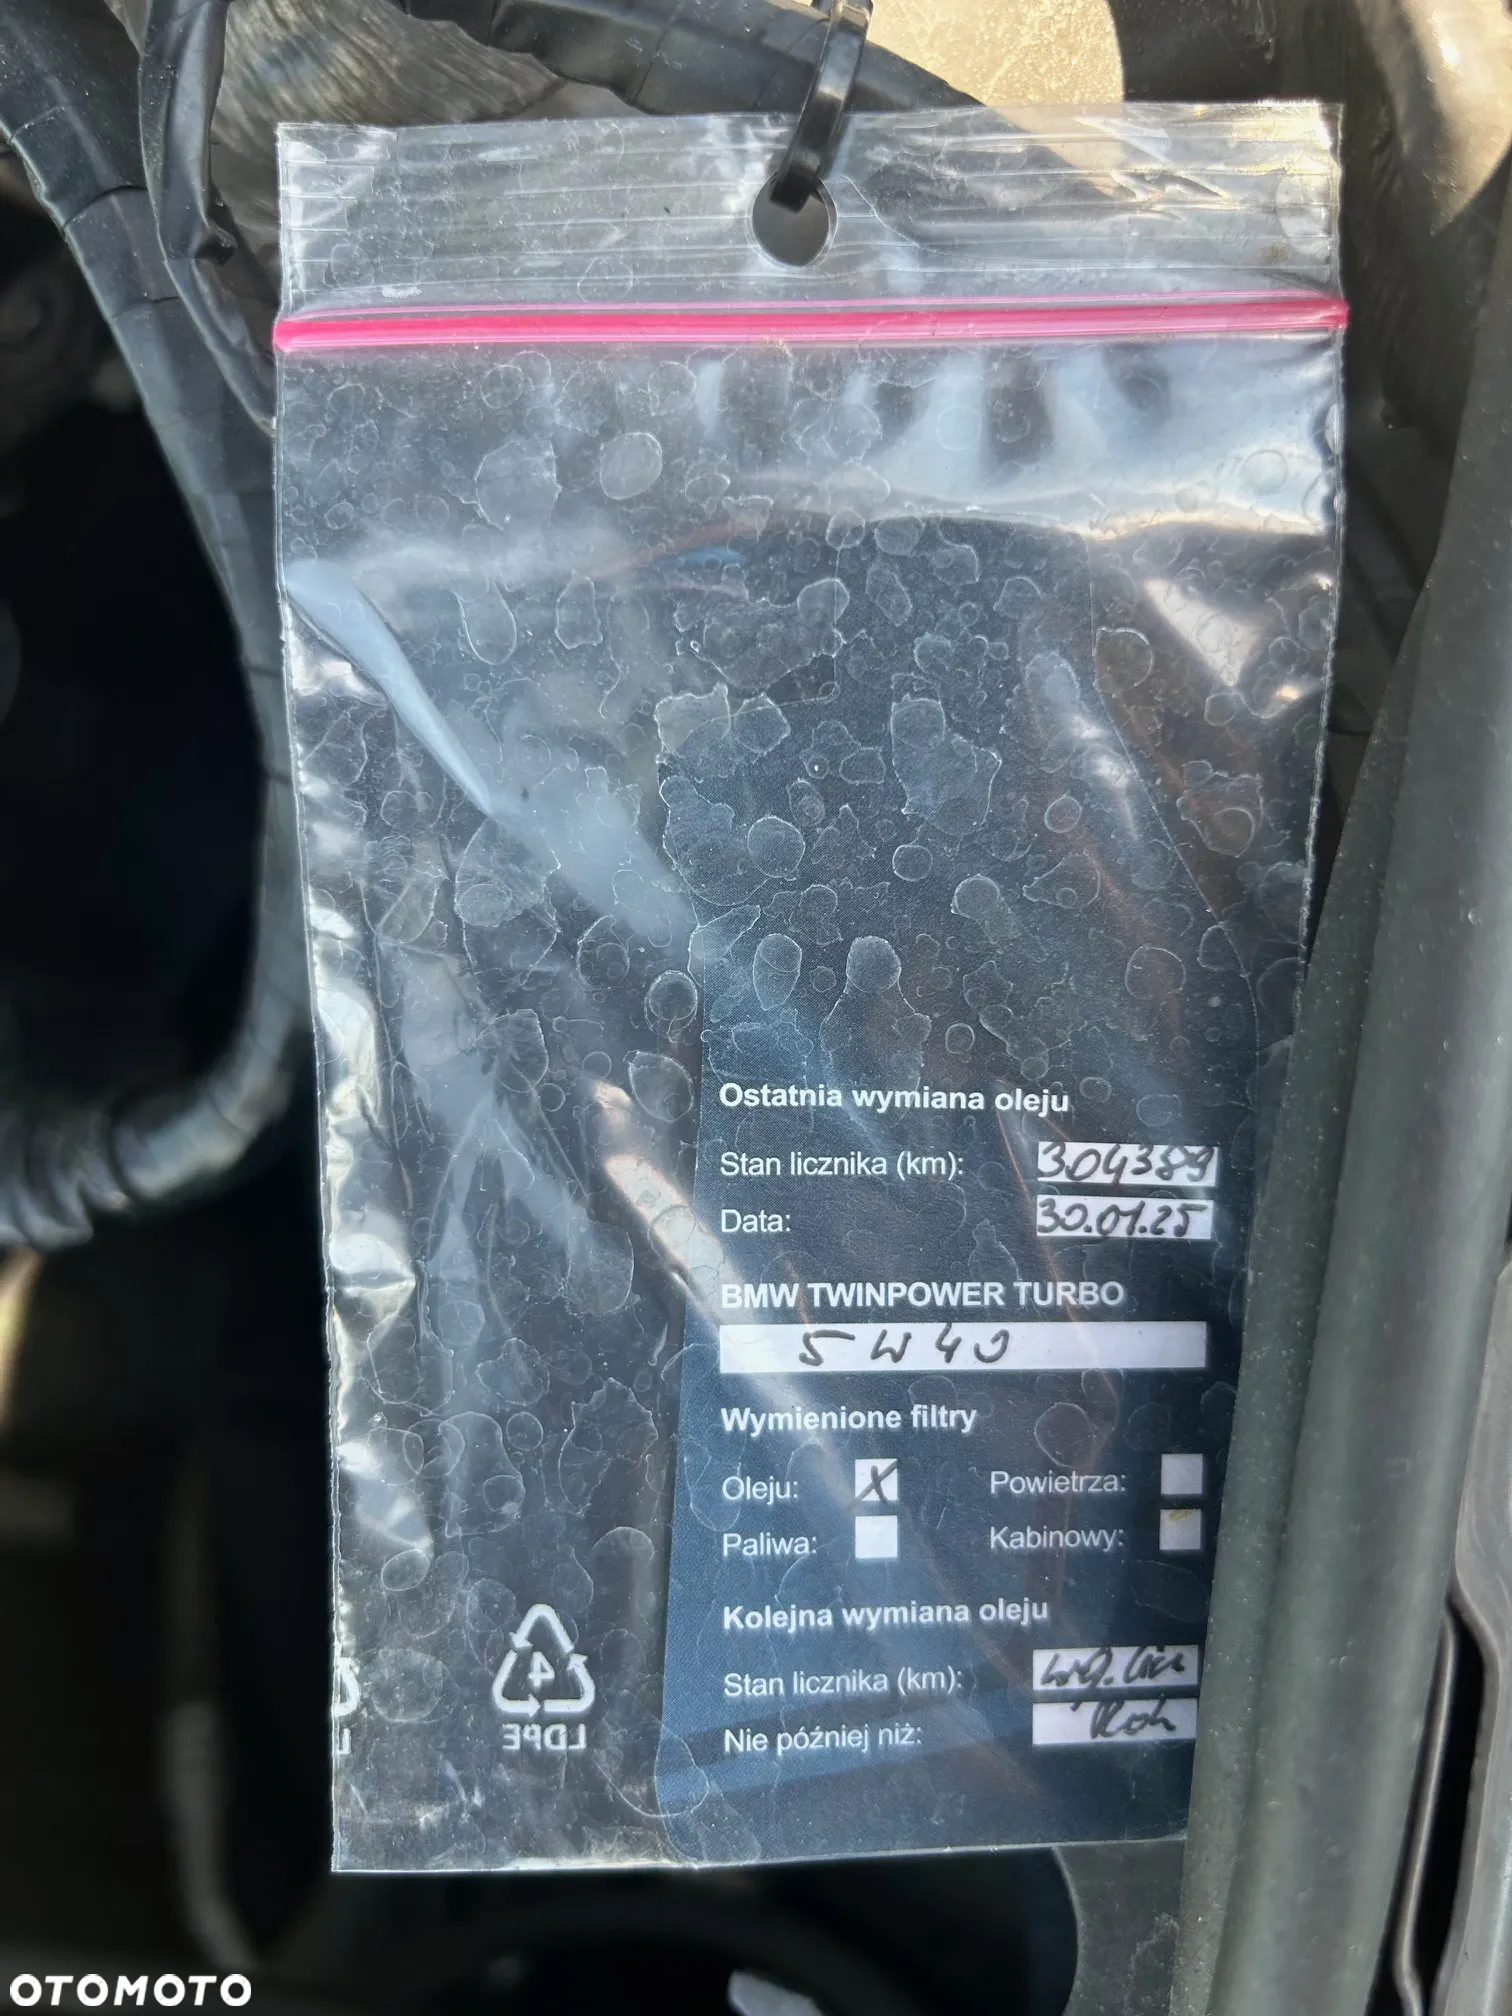 Ostatnia wymiana oleju
Stan licznika (km): 304389
Data: 30.01.25
BMW TWINPOWER TURBO
5W40
Wymienione filtry
Oleju: X Powietrza:
Paliwa: Kabinowy:
Kolejna wymiana oleju
Stan licznika (km):
Nie później niż: Rok
4
LDPE
OTOMOTO